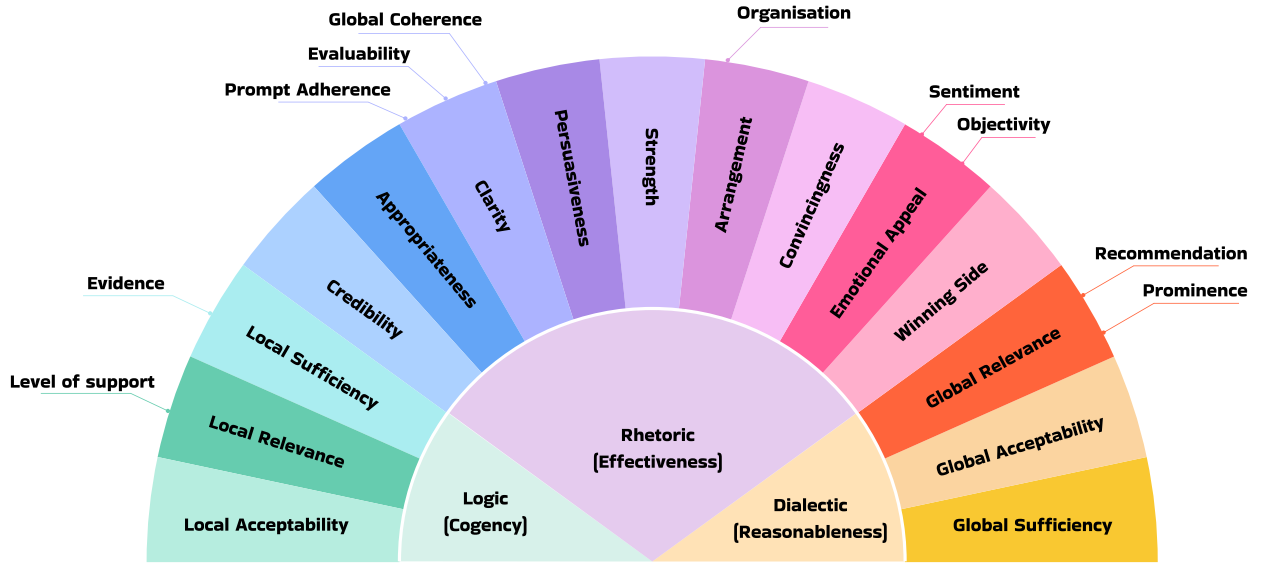 Global Coherence
Evaluability
Prompt Adherence
Organisation
Sentiment
Objectivity
Evidence
Level of support
Recommendation
Prominence
Local Acceptability
Local Relevance
Local Sufficiency
Credibility
Appropriateness
Clarity
Persuasiveness
Strength
Arrangement
Convincingness
Emotional Appeal
Winning Side
Global Relevance
Global Acceptability
Global Sufficiency
Logic
(Cogency)
Rhetoric
(Effectiveness)
Dialectic
(Reasonableness)